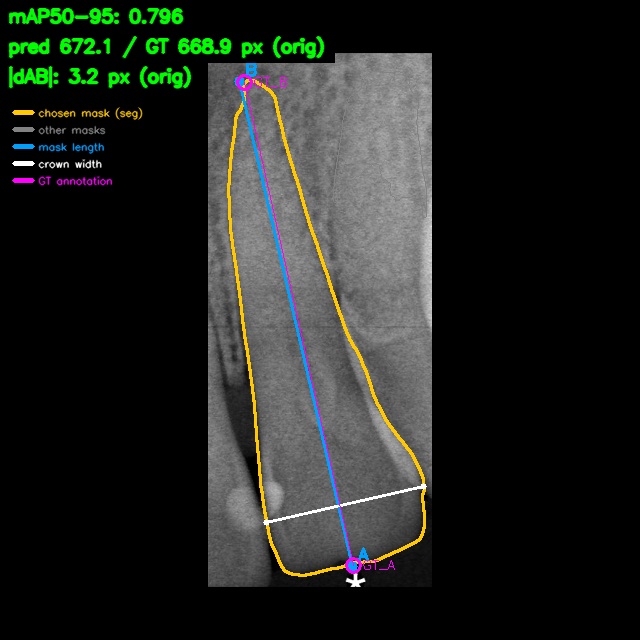 mAP50-95: 0.796
pred 672.1 / GT 668.9 px (orig)
|dAB|: 3.2 px (orig)
chosen mask (seg)
other masks
mask length
crown width
GT annotation
B
A
GT_A